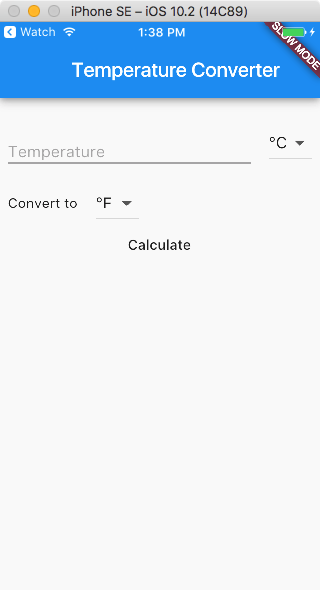 iPhone SE – iOS 10.2 (14C89)
Watch 1:38 PM
SLOW MODE
Temperature Converter
Temperature °C
Convert to °F
Calculate